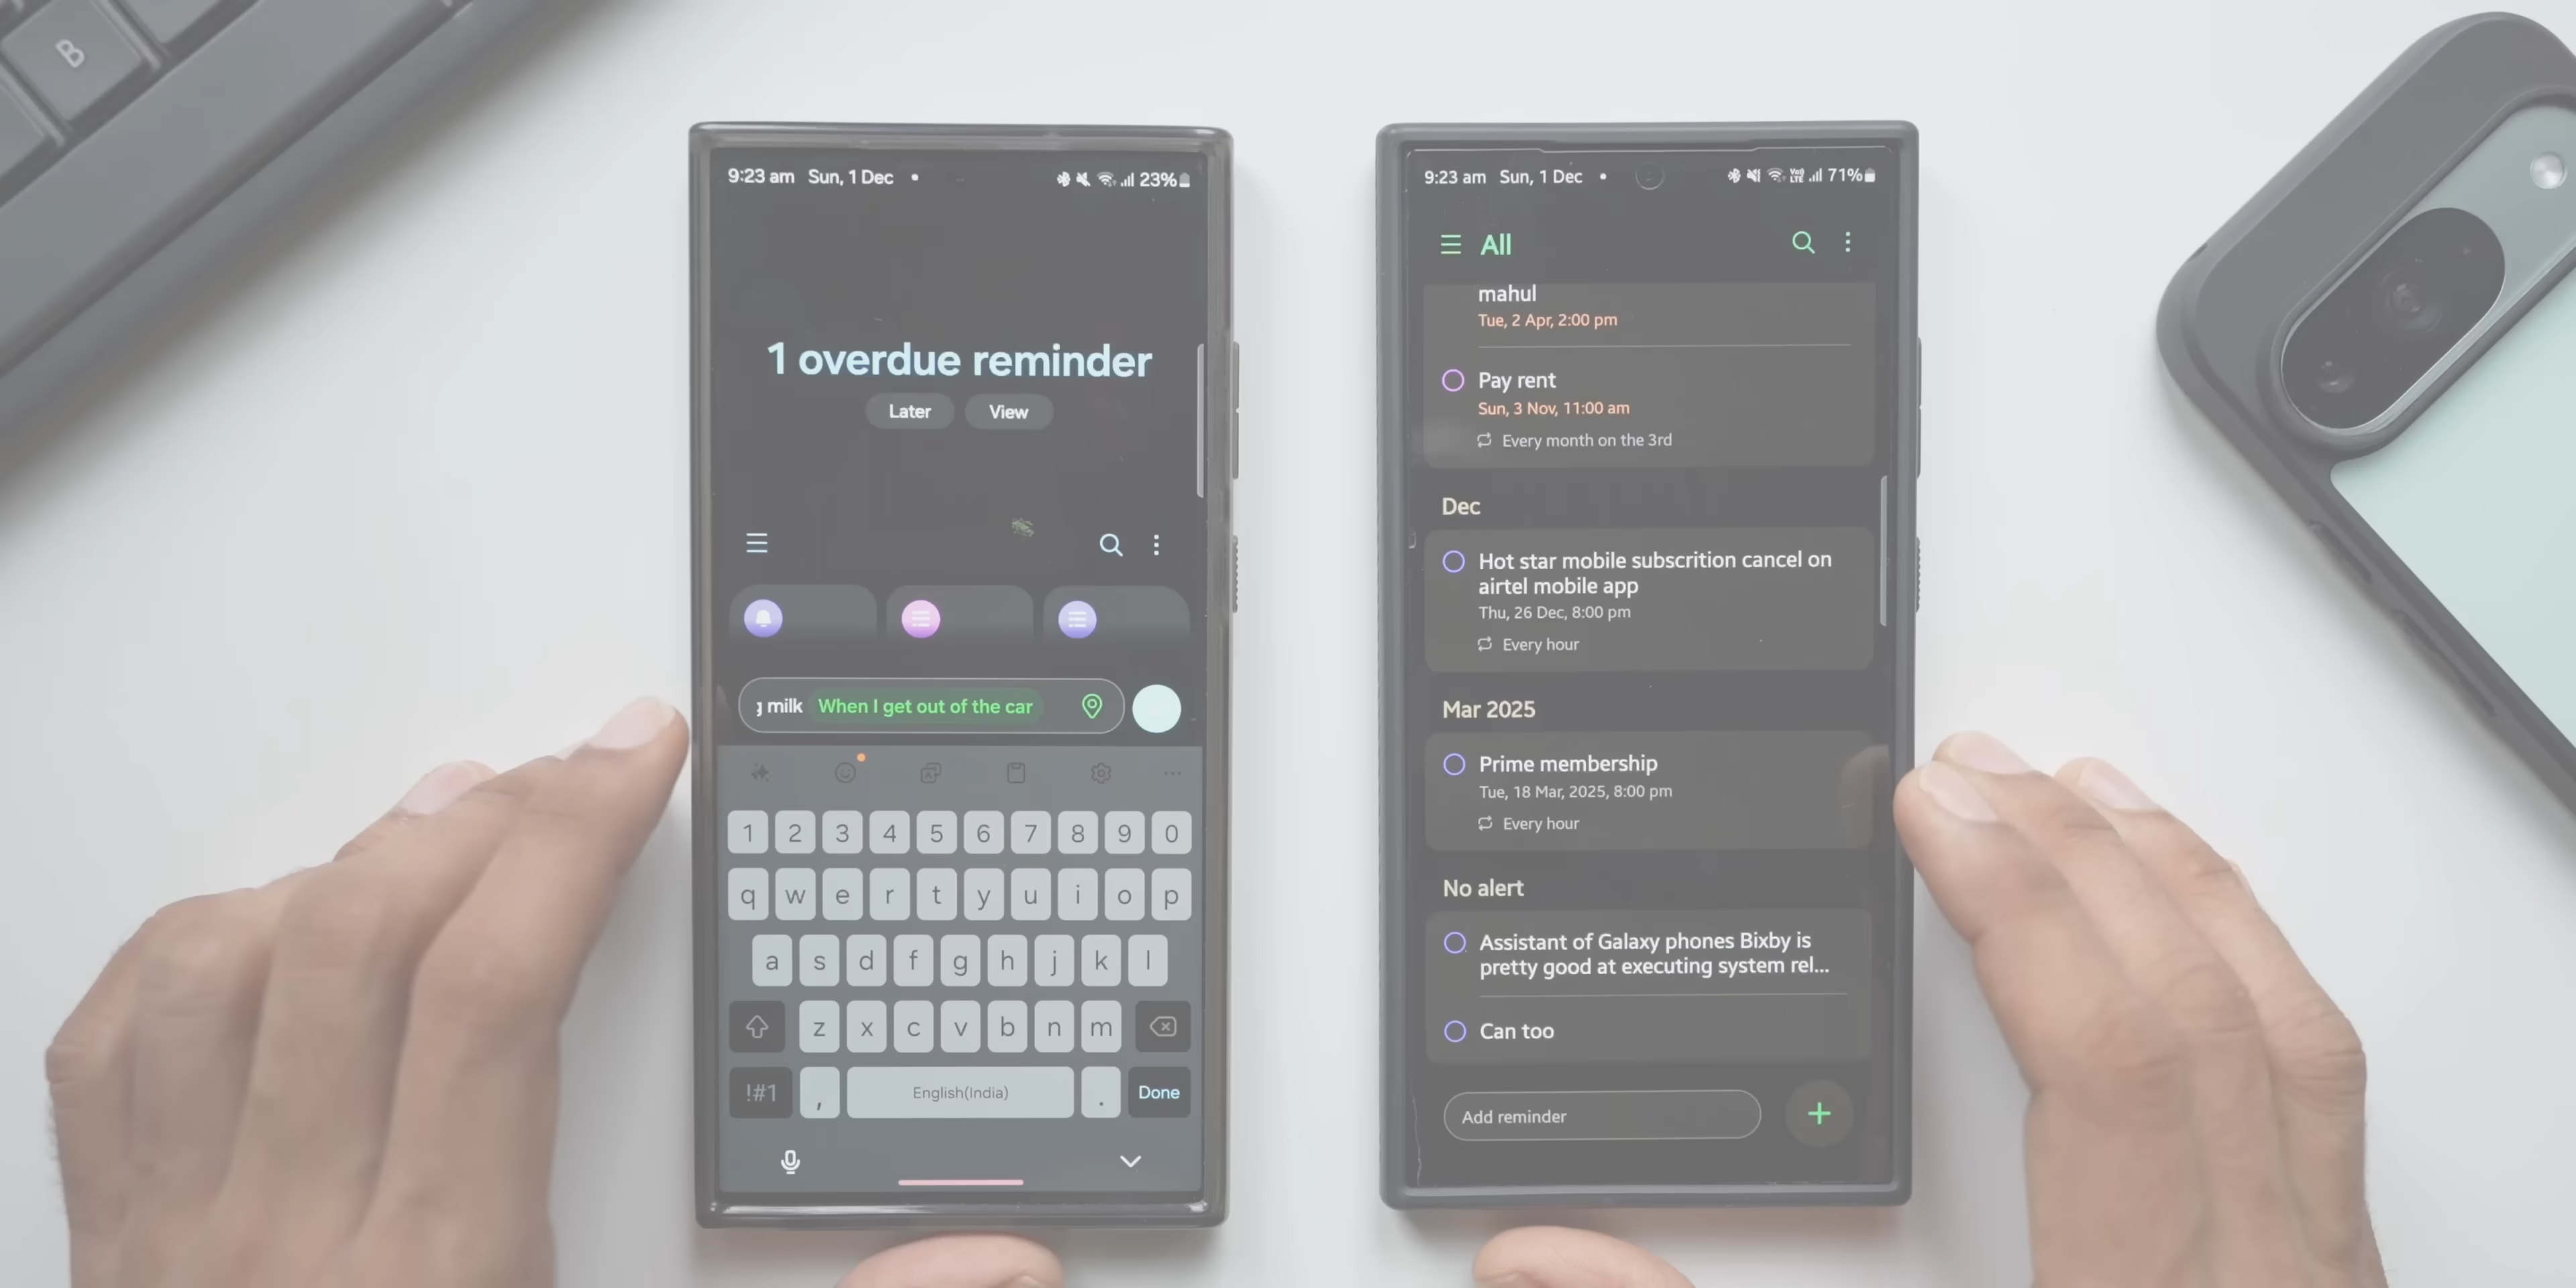 B
9:23 am Sun, 1 Dec
23%
1 overdue reminder
Later View
milk When I get out of the car
1 2 3 4 5 6 7 8 9 0
q w e r t y u i o p
a s d f g h j k l
z x c v b n m
!#1 , English(India) . Done
9:23 am Sun, 1 Dec
71%
All
mahul
Tue, 2 Apr, 2:00 pm
Pay rent
Sun, 3 Nov, 11:00 am
Every month on the 3rd
Dec
Hot star mobile subscrition cancel on
airtel mobile app
Thu, 26 Dec, 8:00 pm
Every hour
Mar 2025
Prime membership
Tue, 18 Mar, 2025, 8:00 pm
Every hour
No alert
Assistant of Galaxy phones Bixby is
pretty good at executing system rel...
Can too
Add reminder